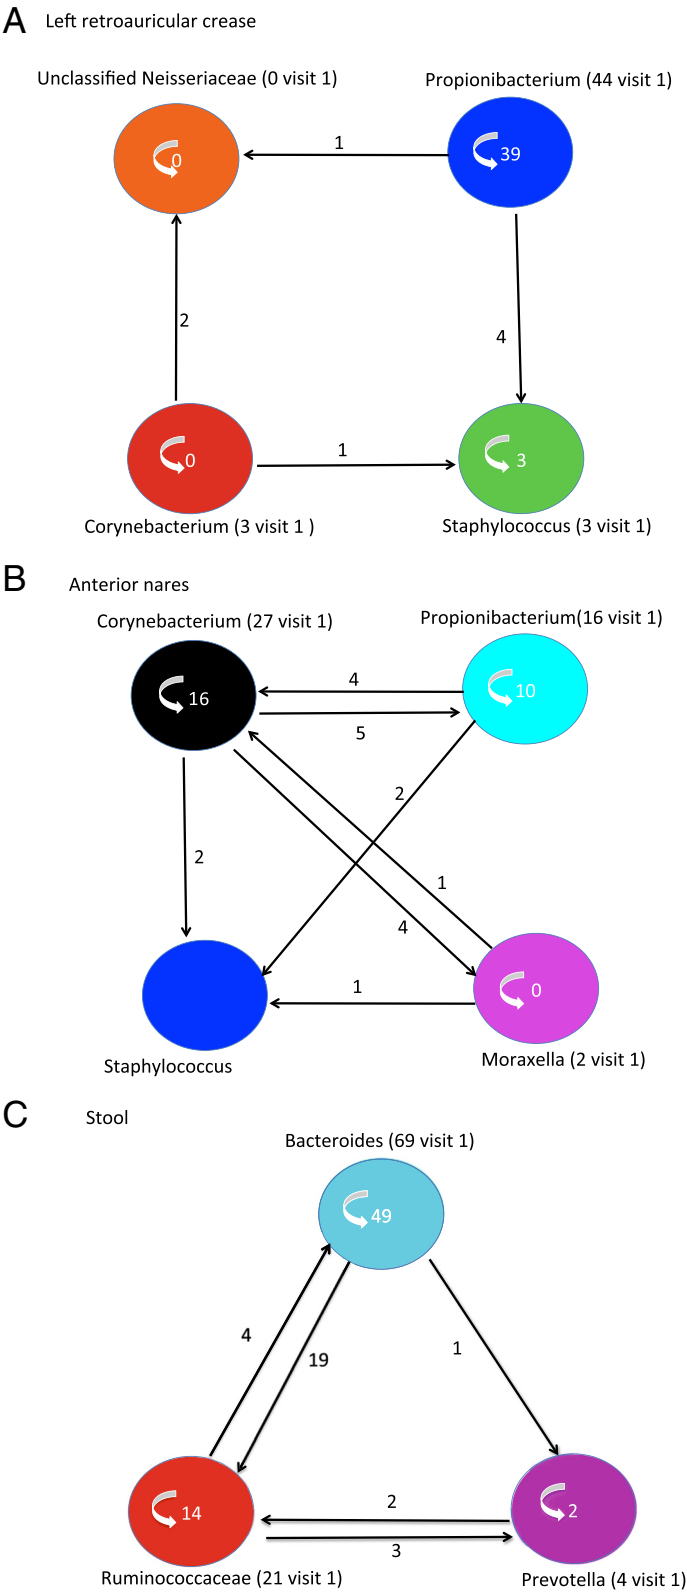 A Left retroauricular crease
Unclassified Neisseriaceae (0 visit 1)
Propionibacterium (44 visit 1)
0
1
39
2
4
0
1
3
Corynebacterium (3 visit 1 )
Staphylococcus (3 visit 1)
B Anterior nares
Corynebacterium (27 visit 1)
Propionibacterium(16 visit 1)
16
4
10
5
2
2
1
4
1
0
Staphylococcus
Moraxella (2 visit 1)
C Stool
Bacteroides (69 visit 1)
49
4
19
1
14
2
2
3
Ruminococcaceae (21 visit 1)
Prevotella (4 visit 1)